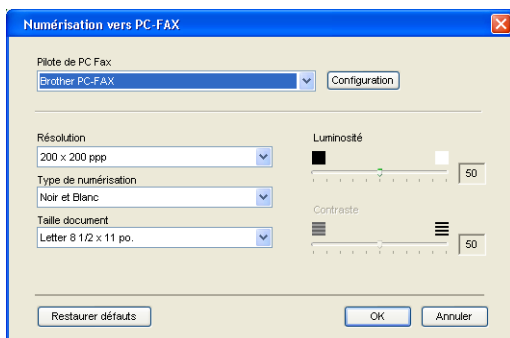 Numérisation vers PC-FAX
Pilote de PC Fax
Brother PC-FAX
Configuration
Résolution
200 x 200 ppp
Type de numérisation
Noir et Blanc
Taille document
Letter 8 1/2 x 11 po.
Luminosité
50
Contraste
50
Restaurer défauts
OK
Annuler